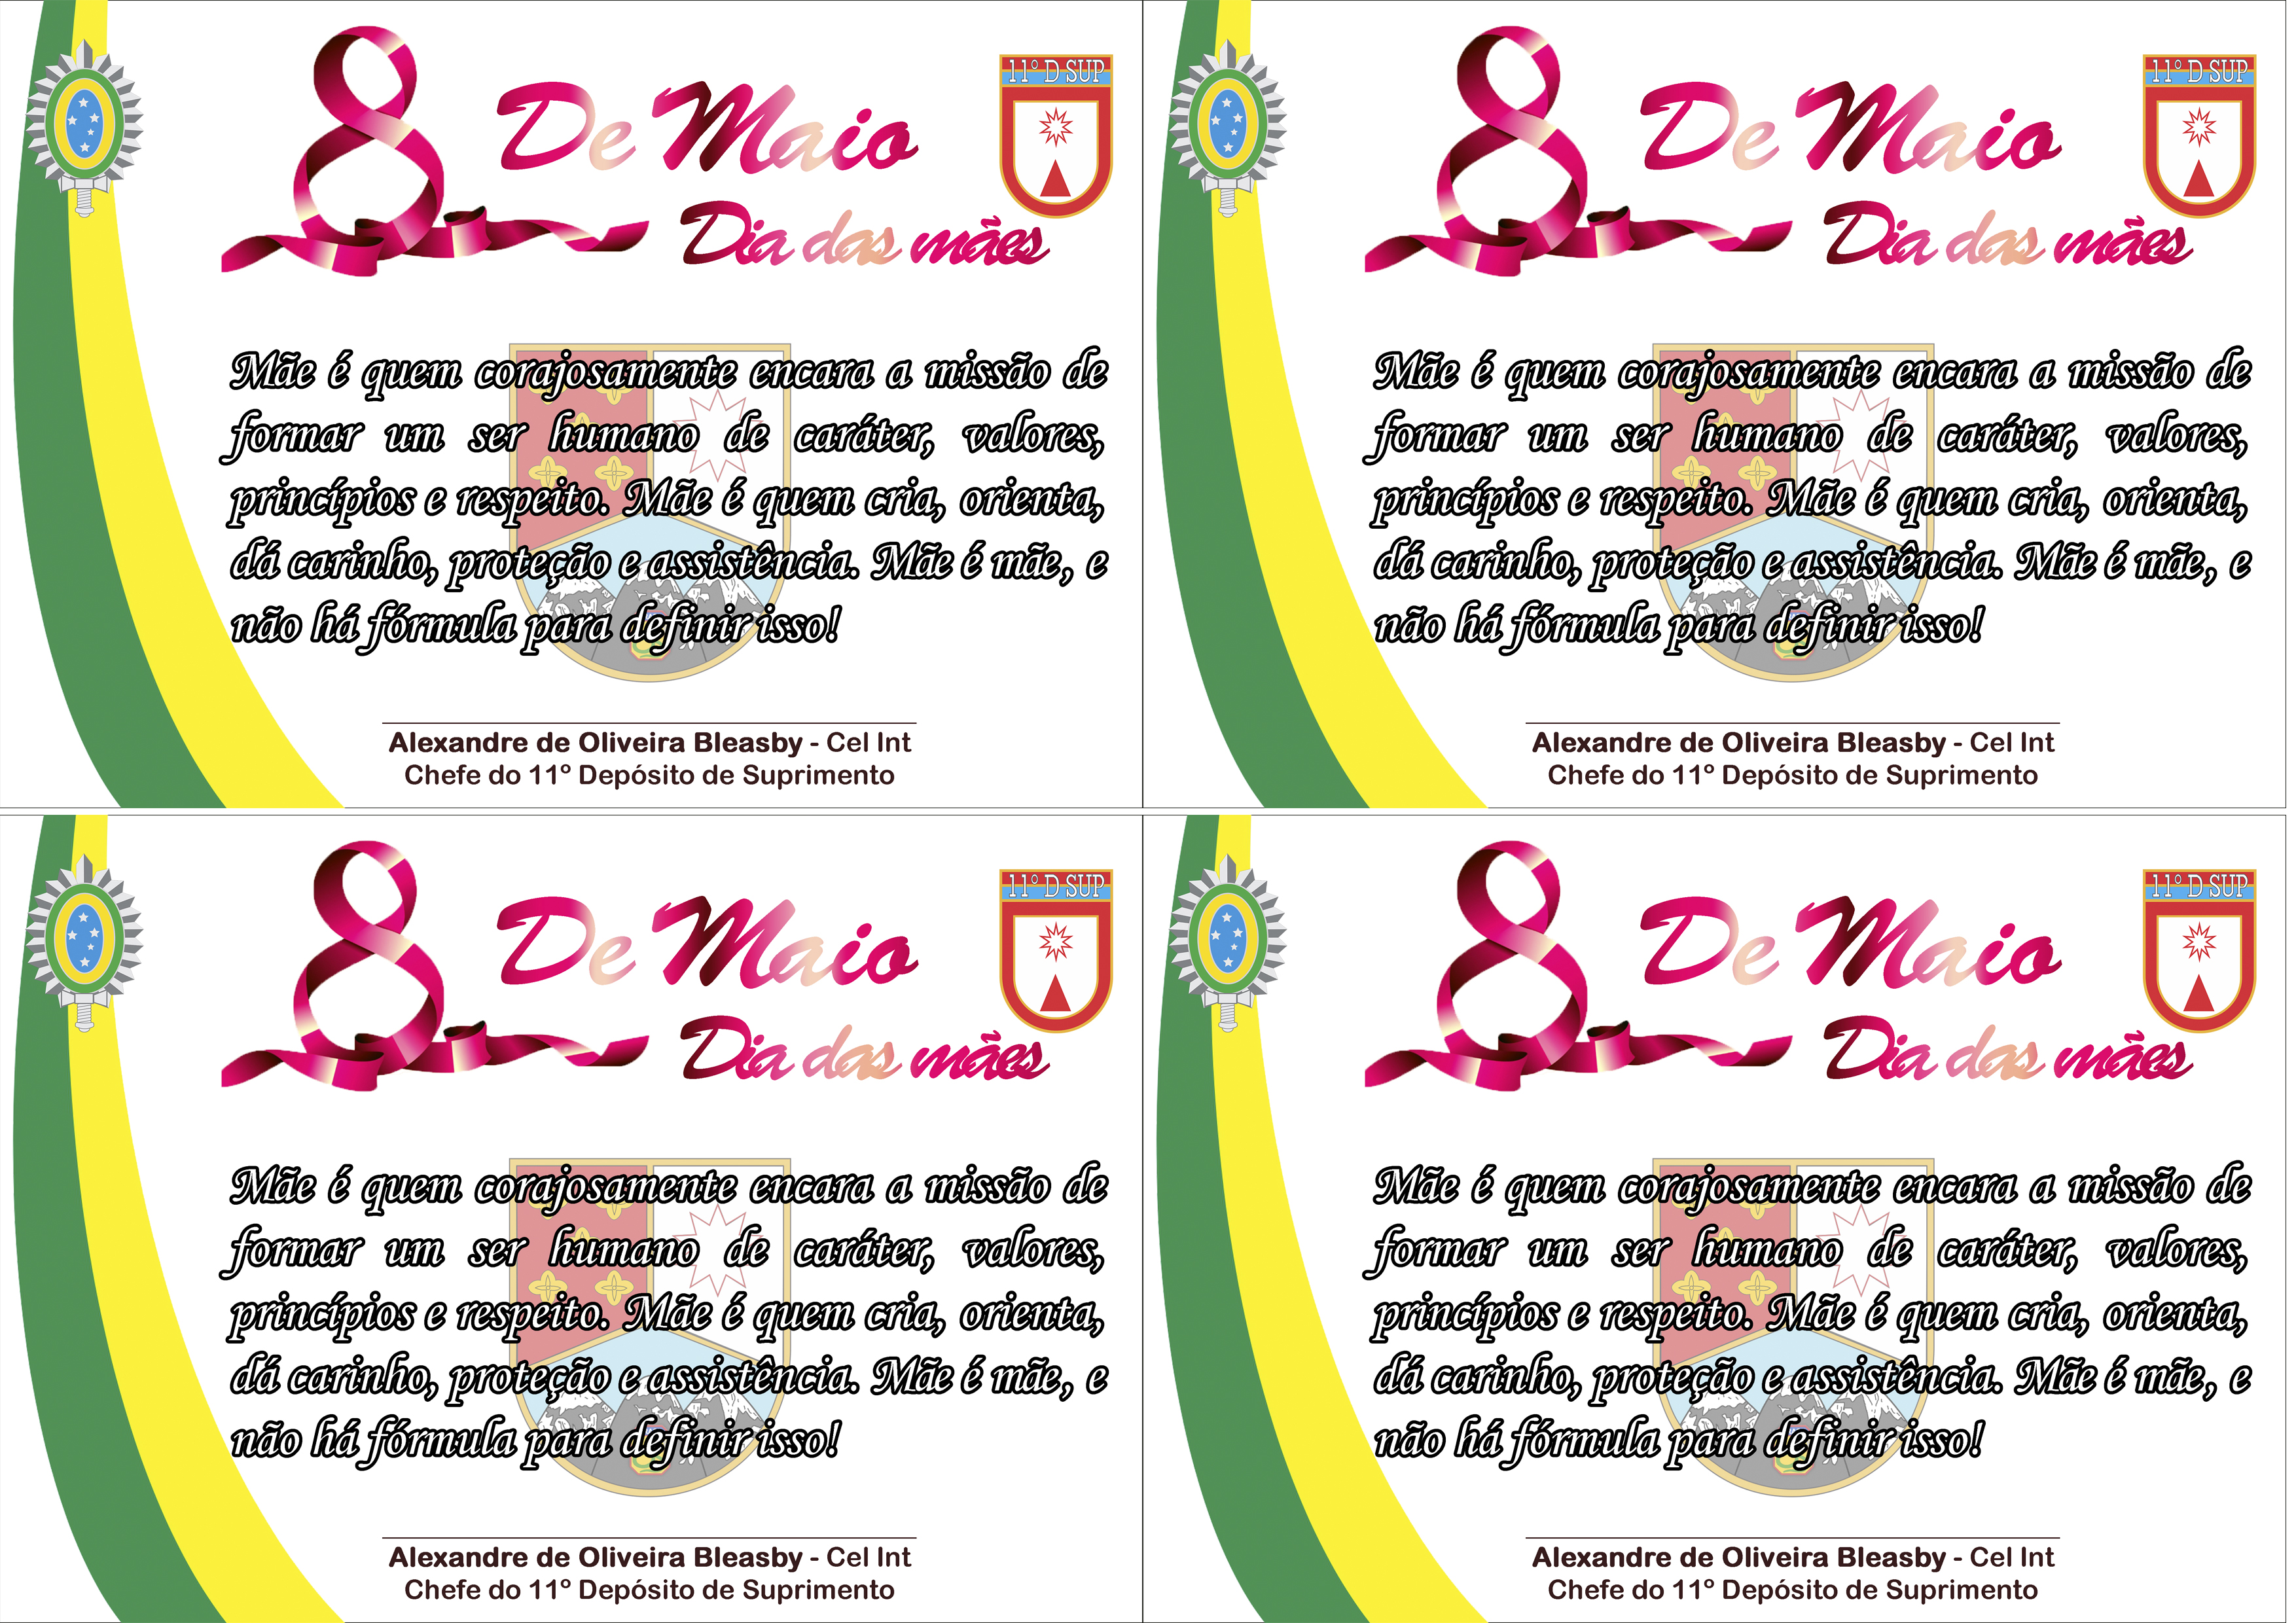 8 De Maio
11º D SUP
Dia das mães
Mãe é quem corajosamente encara a missão de
formar um ser humano de caráter, valores,
princípios e respeito. Mãe é quem cria, orienta,
dá carinho, proteção e assistência. Mãe é mãe, e
não há fórmula para definir isso!
Alexandre de Oliveira Bleasby - Cel Int
Chefe do 11º Depósito de Suprimento
8 De Maio
11º D SUP
Dia das mães
Mãe é quem corajosamente encara a missão de
formar um ser humano de caráter, valores,
princípios e respeito. Mãe é quem cria, orienta,
dá carinho, proteção e assistência. Mãe é mãe, e
não há fórmula para definir isso!
Alexandre de Oliveira Bleasby - Cel Int
Chefe do 11º Depósito de Suprimento
8 De Maio
11º D SUP
Dia das mães
Mãe é quem corajosamente encara a missão de
formar um ser humano de caráter, valores,
princípios e respeito. Mãe é quem cria, orienta,
dá carinho, proteção e assistência. Mãe é mãe, e
não há fórmula para definir isso!
Alexandre de Oliveira Bleasby - Cel Int
Chefe do 11º Depósito de Suprimento
8 De Maio
11º D SUP
Dia das mães
Mãe é quem corajosamente encara a missão de
formar um ser humano de caráter, valores,
princípios e respeito. Mãe é quem cria, orienta,
dá carinho, proteção e assistência. Mãe é mãe, e
não há fórmula para definir isso!
Alexandre de Oliveira Bleasby - Cel Int
Chefe do 11º Depósito de Suprimento